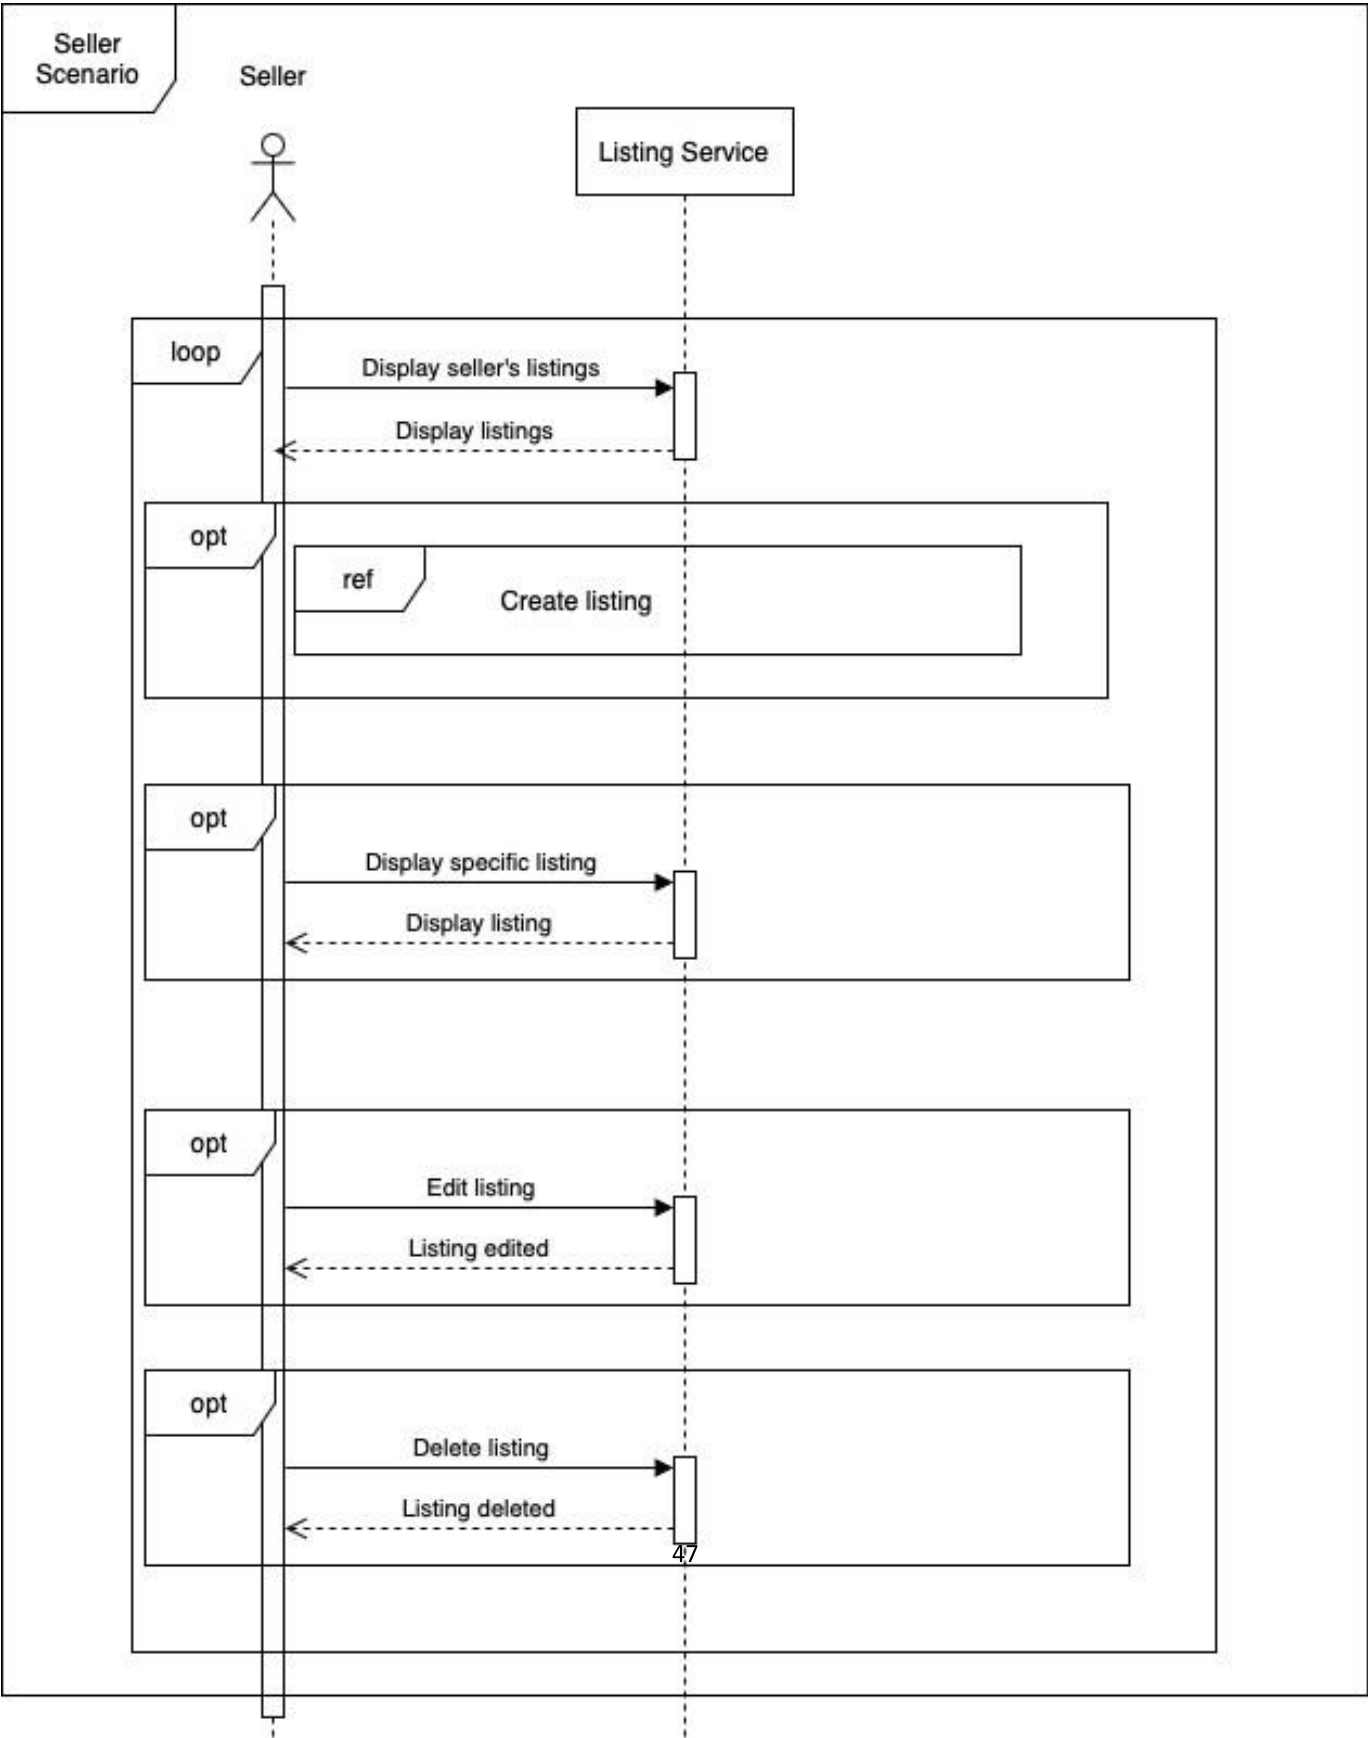 Seller
Scenario
Seller
Listing Service
loop
Display seller's listings
Display listings
opt
ref
Create listing
opt
Display specific listing
Display listing
opt
Edit listing
Listing edited
opt
Delete listing
Listing deleted
47